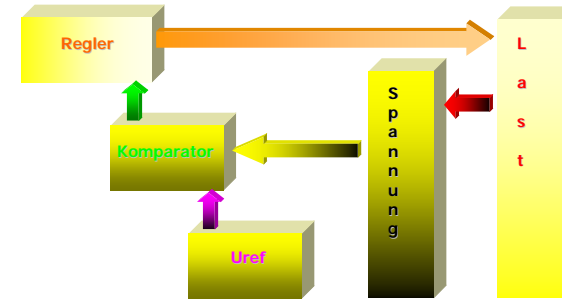 Regler
Last
Spannung
Komparator
Uref